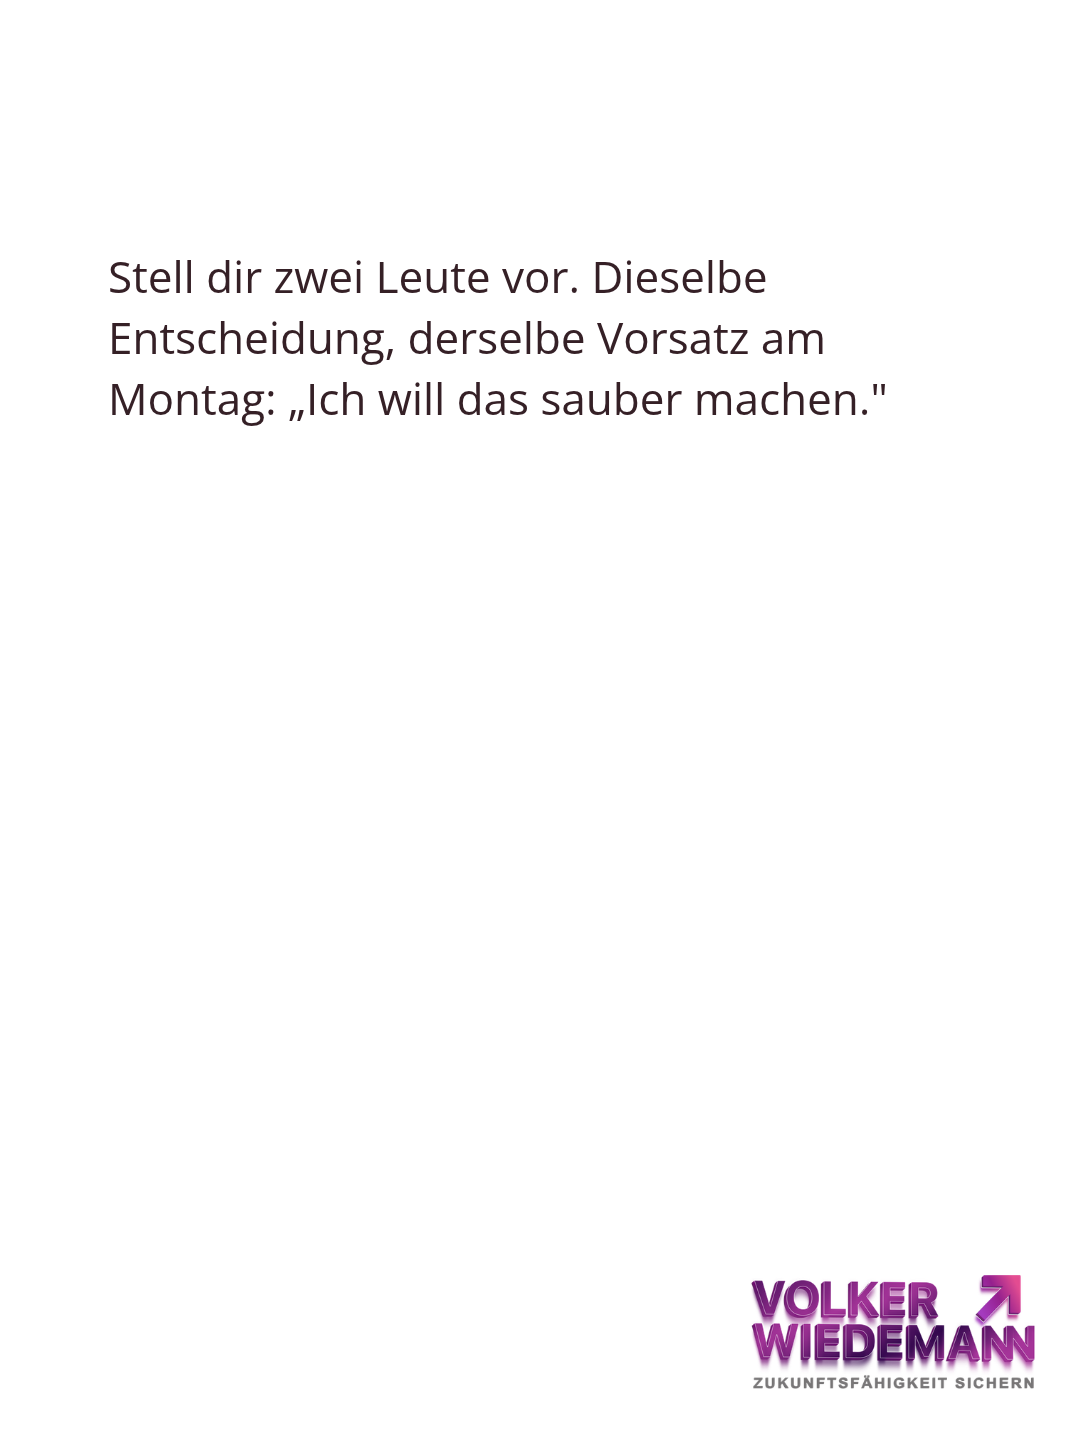 Stell dir zwei Leute vor. Dieselbe
Entscheidung, derselbe Vorsatz am
Montag: „Ich will das sauber machen."
VOLKER
WIEDEMANN
ZUKUNFTSFÄHIGKEIT SICHERN